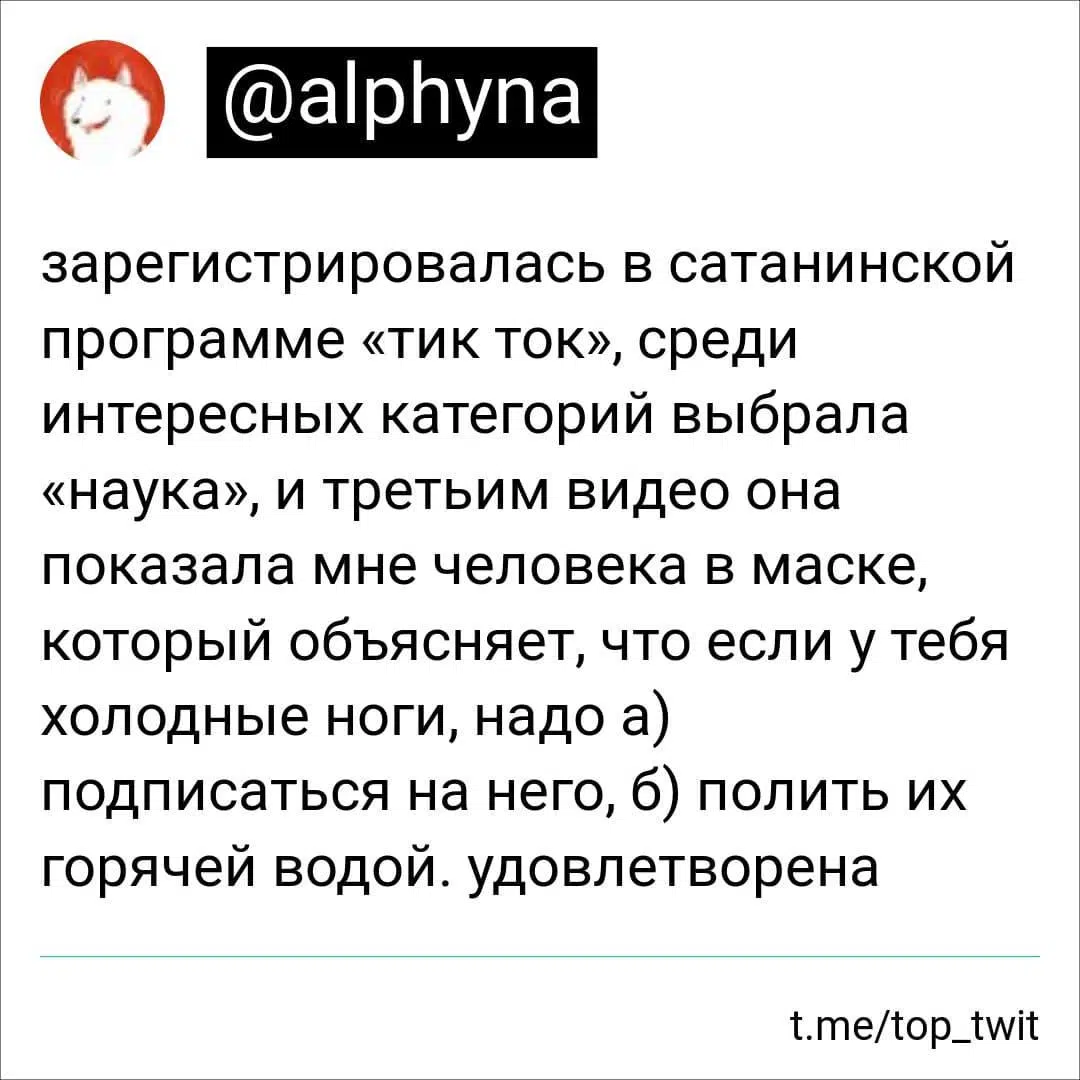 @alphyna
зарегистрировалась в сатанинской
программе «тик ток», среди
интересных категорий выбрала
«наука», и третьим видео она
показала мне человека в маске,
который объясняет, что если у тебя
холодные ноги, надо а)
подписаться на него, б) полить их
горячей водой. удовлетворена
t.me/top_twit